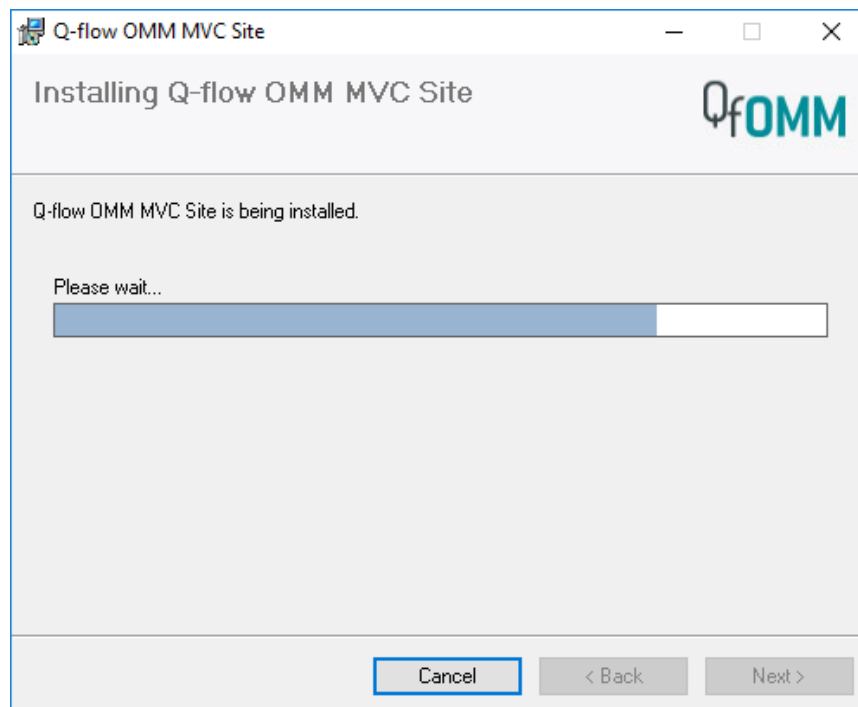 Q-flow OMM MVC Site
Installing Q-flow OMM MVC Site
QfOMM
Q-flow OMM MVC Site is being installed.
Please wait...
Cancel
< Back
Next >